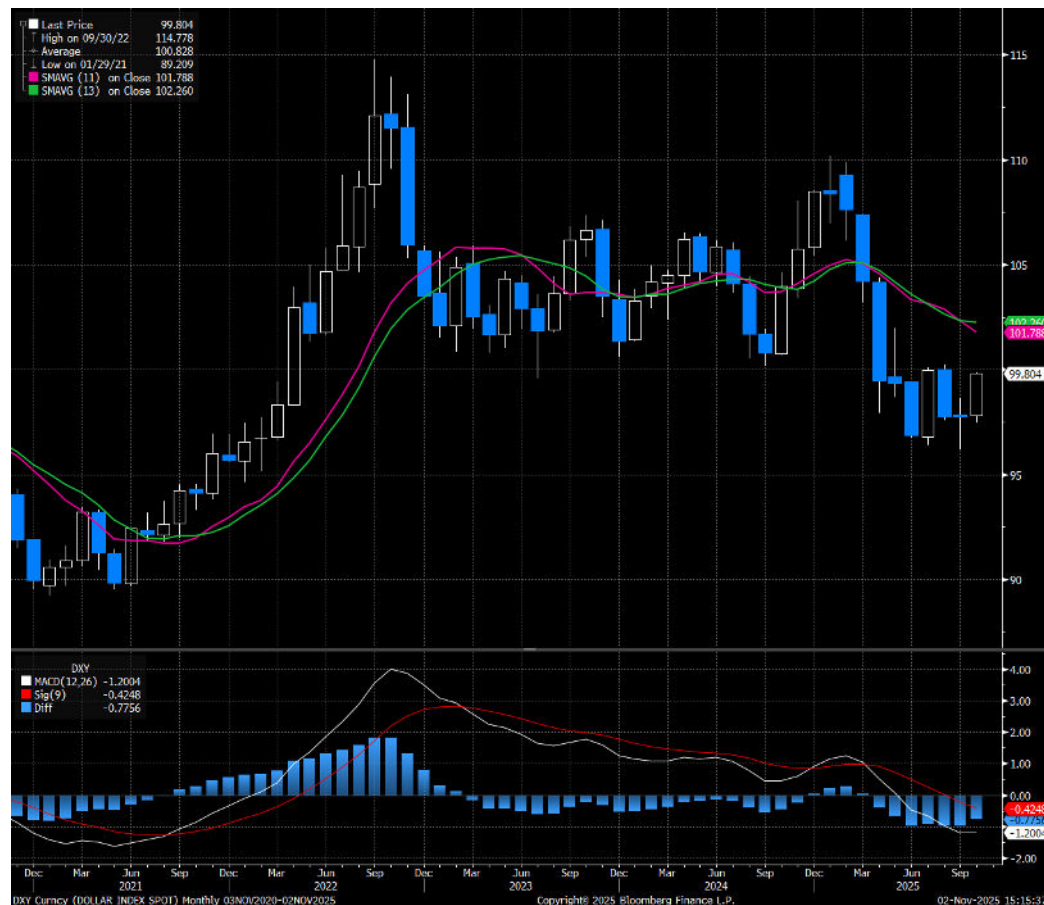 Last Price 99.804
High on 09/30/22 114.778
Average 100.828
Low on 01/29/21 89.209
SMAVG (11) on Close 101.788
SMAVG (13) on Close 102.260
115
110
105
102.260
101.788
99.804
95
90
DXY
MACD(12,26) -1.2004
Sig(9) -0.4248
Diff -0.7756
4.00
3.00
2.00
1.00
0.00
-0.4248
-0.7756
-1.2004
-2.00
Dec Mar Jun Sep Dec Mar Jun Sep Dec Mar Jun Sep Dec Mar Jun Sep Dec Mar Jun Sep
2021 2022 2023 2024 2025
DXY Curncy (DOLLAR INDEX SPOT) Monthly 03NOV2020-02NOV2025 Copyright© 2025 Bloomberg Finance L.P. 02-Nov-2025 15:15:37